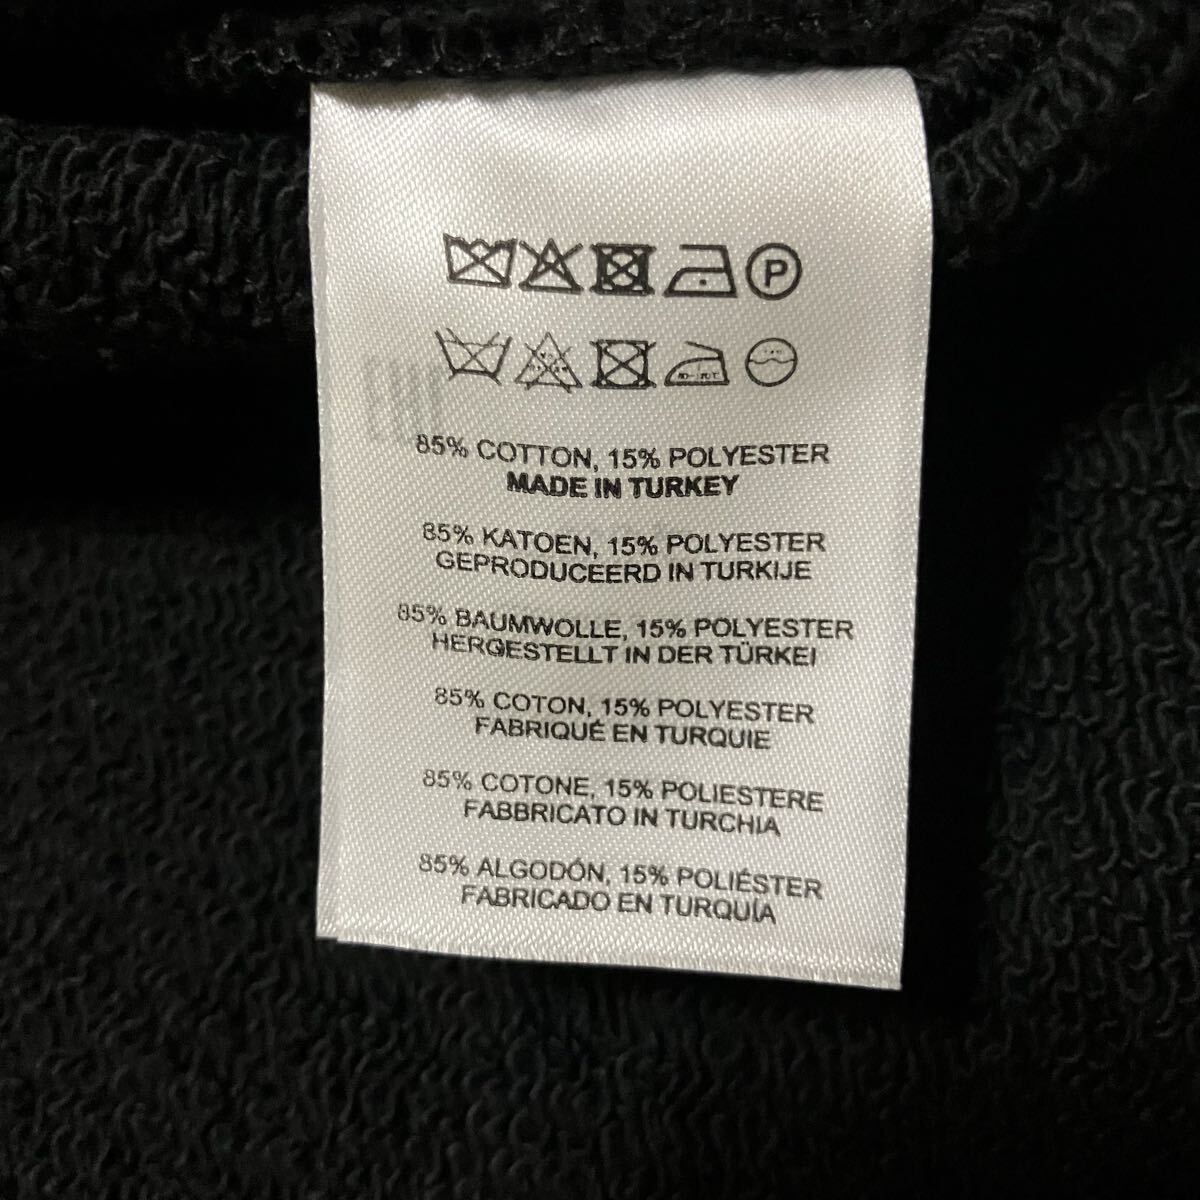 P
85% COTTON, 15% POLYESTER
MADE IN TURKEY
85% KATOEN, 15% POLYESTER
GEPRODUCEERD IN TURKIJE
85% BAUMWOLLE, 15% POLYESTER
HERGESTELLT IN DER TÜRKEI
85% COTON, 15% POLYESTER
FABRIQUÉ EN TURQUIE
85% COTONE, 15% POLIESTERE
FABBRICATO IN TURCHIA
85% ALGODÓN, 15% POLIÉSTER
FABRICADO EN TURQUÍA